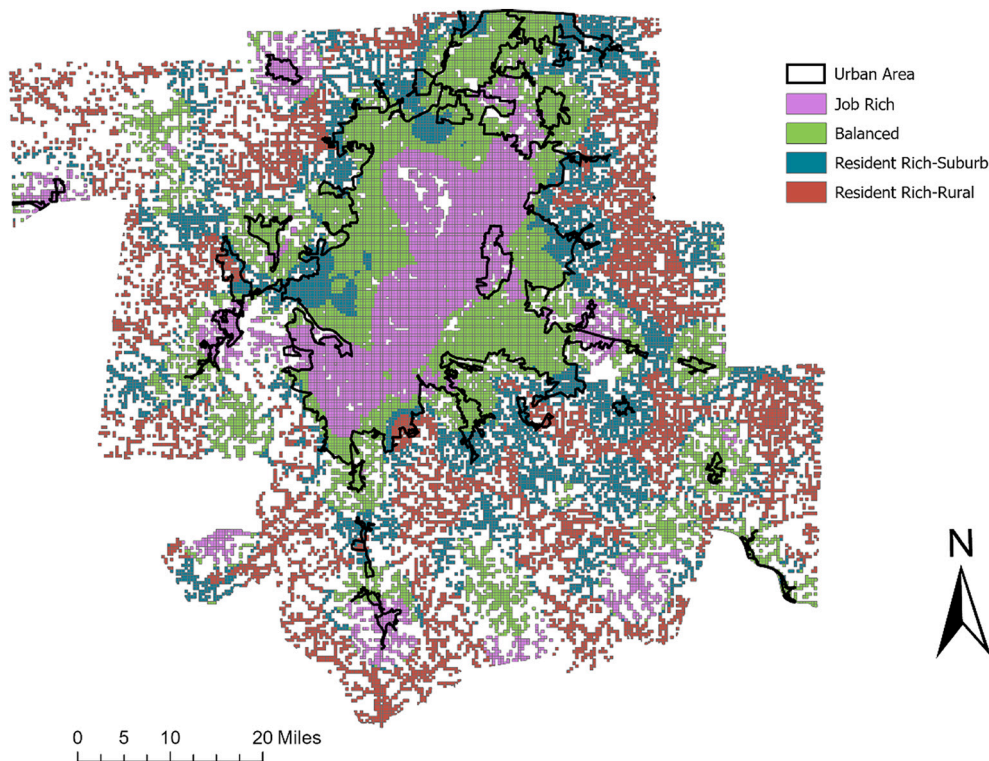 Urban Area
Job Rich
Balanced
Resident Rich-Suburb
Resident Rich-Rural
N
0 5 10 20 Miles